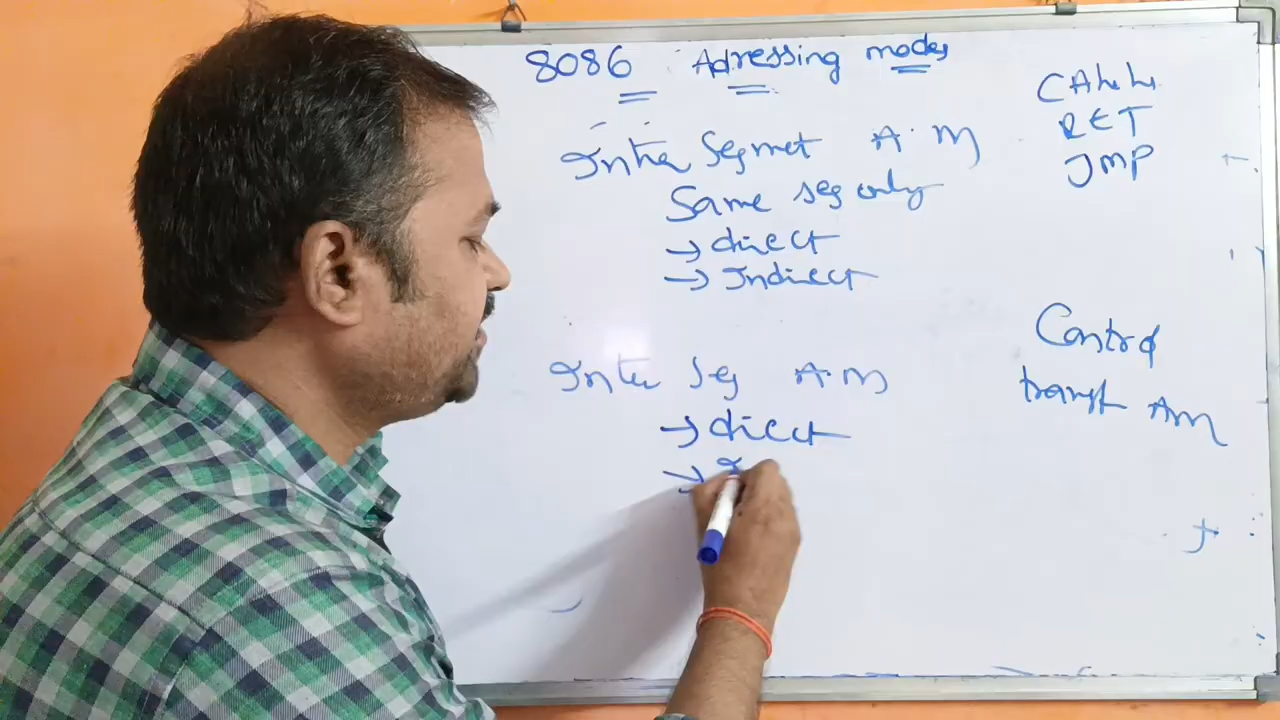 8086 : Adressing modes
CALL
RET
JMP
Intra Segmet A.M
Same seg only
→ direct
→ Indirect
Inter Seg A.M
→ direct
→ I
Control
transf AM